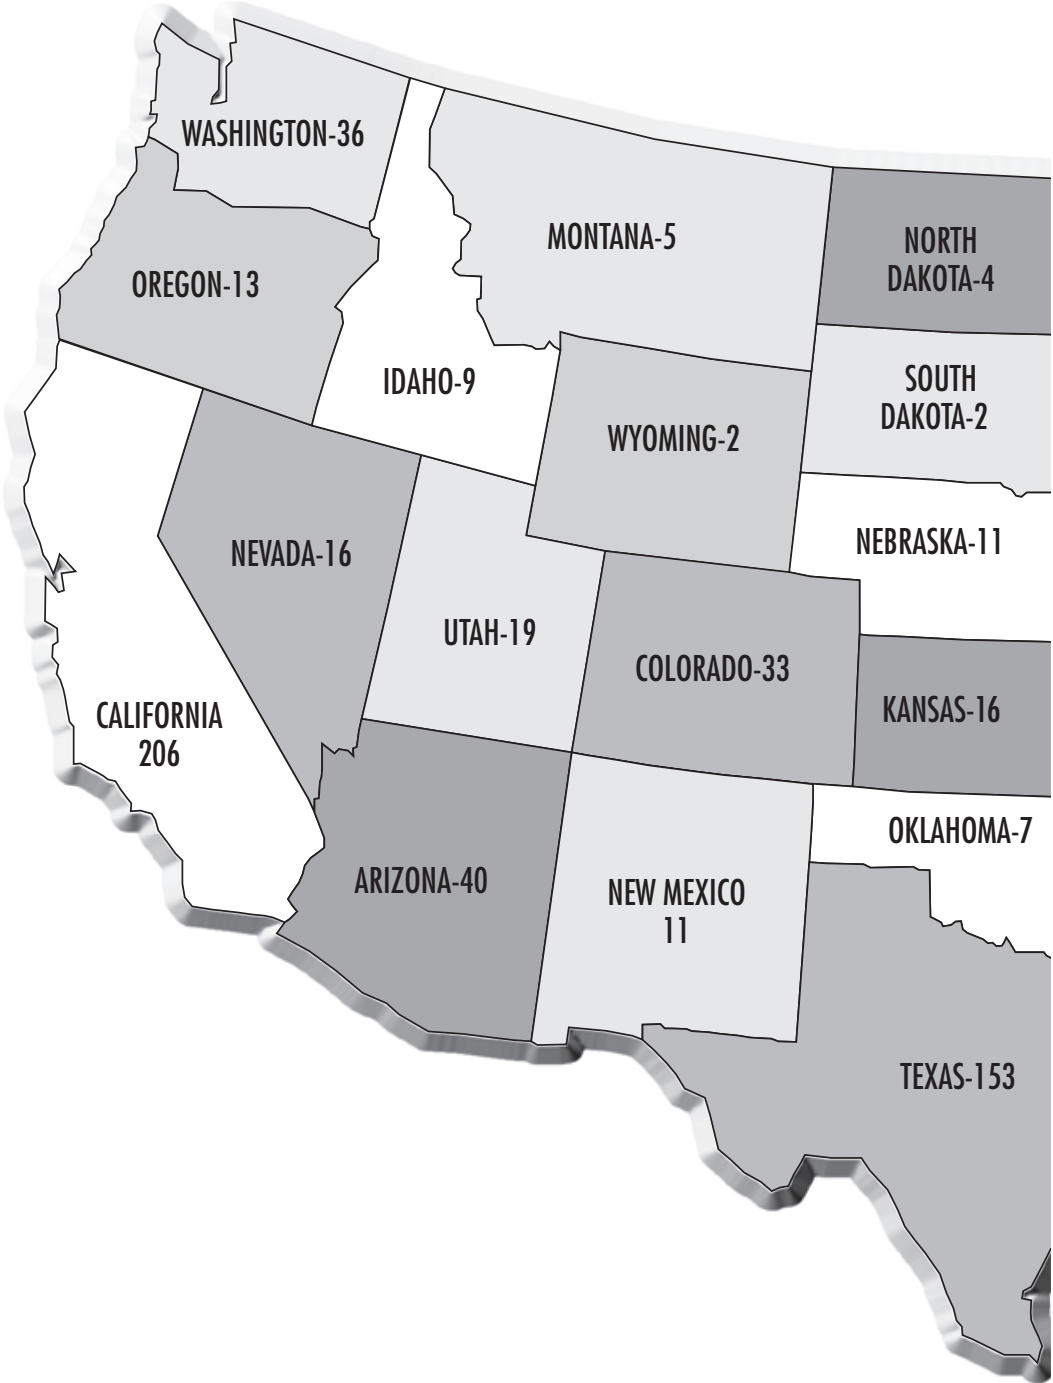 WASHINGTON-36
MONTANA-5
NORTH
DAKOTA-4
OREGON-13
IDAHO-9
SOUTH
DAKOTA-2
WYOMING-2
NEBRASKA-11
NEVADA-16
UTAH-19
COLORADO-33
KANSAS-16
CALIFORNIA
206
OKLAHOMA-7
ARIZONA-40
NEW MEXICO
11
TEXAS-153